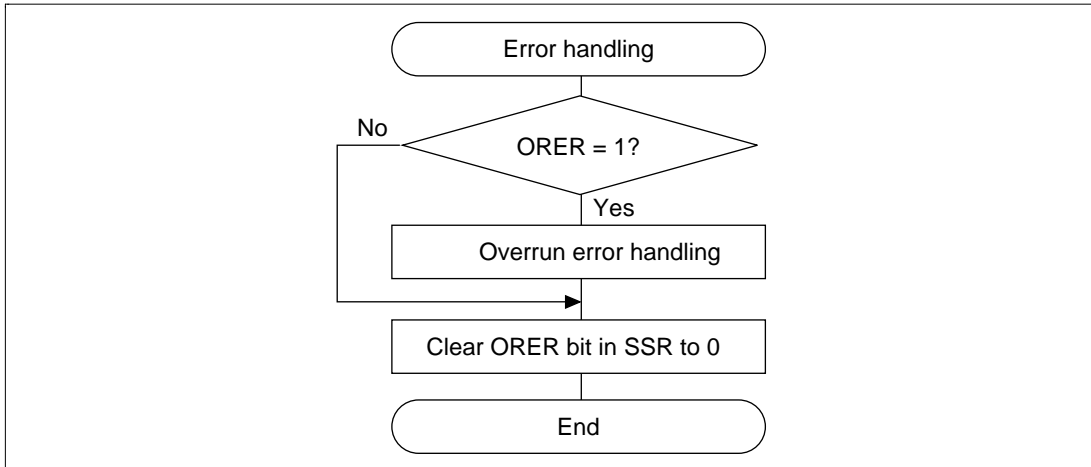 Error handling
No
ORER = 1?
Yes
Overrun error handling
Clear ORER bit in SSR to 0
End